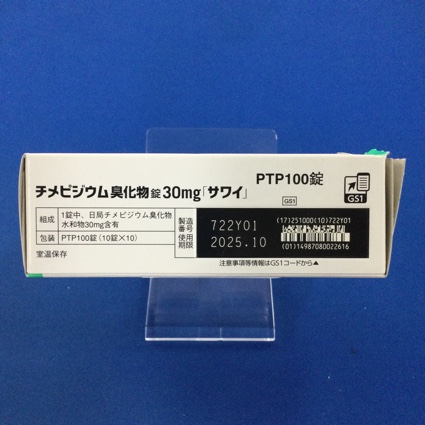 チメピジウム臭化物錠30mg「サワイ」 PTP100錠
GS1
GS1
組成 1錠中、日局チメピジウム臭化物水和物30mg含有
包装 PTP100錠(10錠×10)
室温保存
製造番号 722Y01
使用期限 2025.10
(17)251000(10)722Y01
(01)14987080022616
注意事項等情報はGS1コードから▲